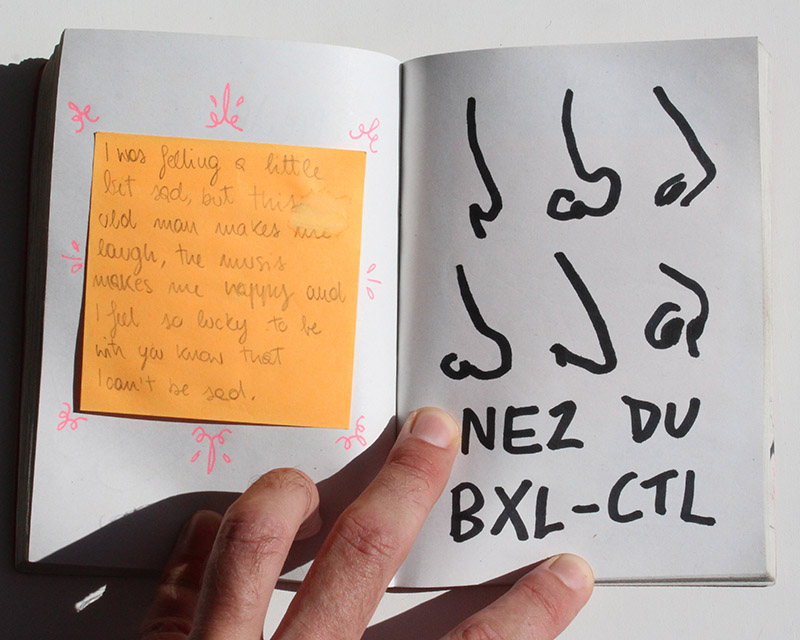 I was felling a little
bit sad, but this
old man makes me
laugh, the musis
makes me happy and
I feel so lucky to be
with you know that
I can't be sad.
NEZ DU
BXL-CTL